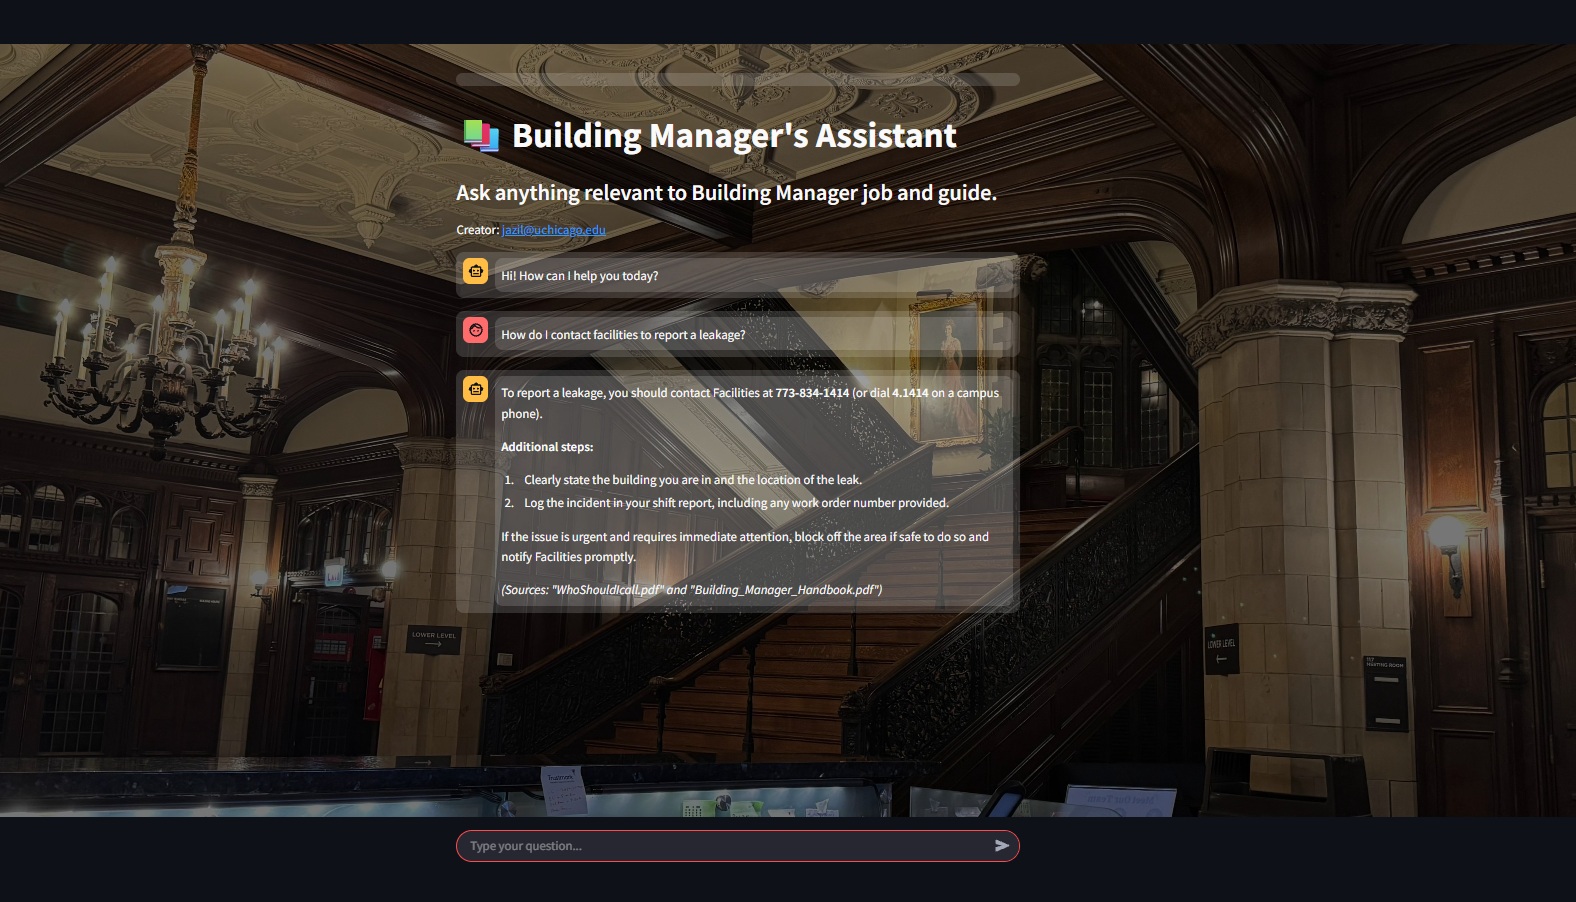 Building Manager's Assistant
Ask anything relevant to Building Manager job and guide.
Creator: jazil@uchicago.edu
Hi! How can I help you today?
How do I contact facilities to report a leakage?
To report a leakage, you should contact Facilities at 773-834-1414 (or dial 4.1414 on a campus
phone).
Additional steps:
1. Clearly state the building you are in and the location of the leak.
2. Log the incident in your shift report, including any work order number provided.
If the issue is urgent and requires immediate attention, block off the area if safe to do so and
notify Facilities promptly.
(Sources: "WhoShouldIcall.pdf" and "Building_Manager_Handbook.pdf")
LOWER LEVEL
LOWER LEVEL
MEETING ROOM
Type your question...